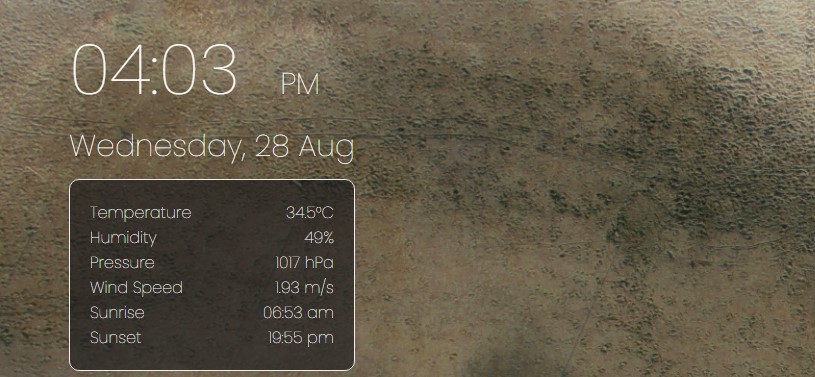 04:03 PM
Wednesday, 28 Aug
Temperature 34.5°C
Humidity 49%
Pressure 1017 hPa
Wind Speed 1.93 m/s
Sunrise 06:53 am
Sunset 19:55 pm